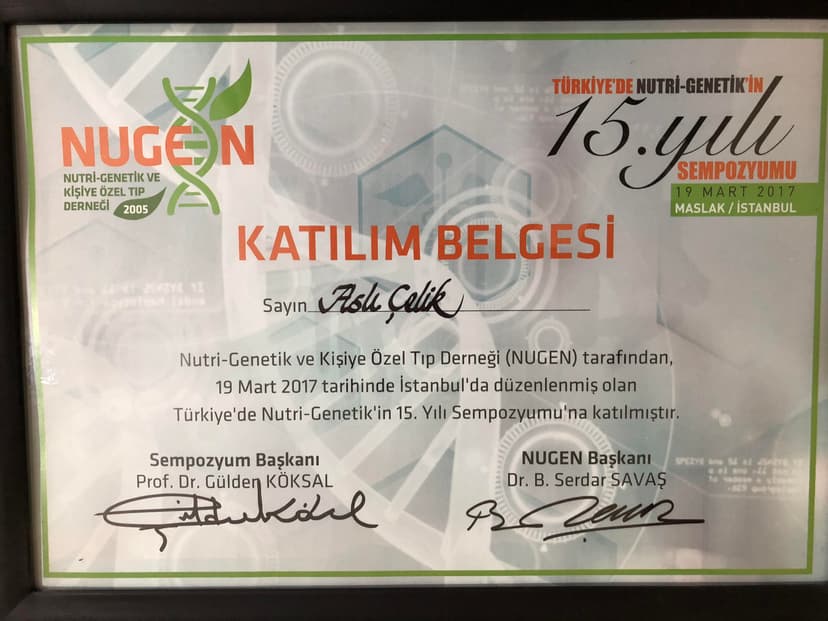 NUGEN
NUTRİ-GENETİK VE
KİŞİYE ÖZEL TIP
DERNEĞİ 2005
TÜRKİYE'DE NUTRİ-GENETİK'İN
15.yılı
SEMPOZYUMU
19 MART 2017
MASLAK / İSTANBUL
KATILIM BELGESİ
Sayın Aslı Çelik
Nutri-Genetik ve Kişiye Özel Tıp Derneği (NUGEN) tarafından,
19 Mart 2017 tarihinde İstanbul'da düzenlenmiş olan
Türkiye'de Nutri-Genetik'in 15. Yılı Sempozyumu'na katılmıştır.
Sempozyum Başkanı
Prof. Dr. Gülden KÖKSAL
NUGEN Başkanı
Dr. B. Serdar SAVAŞ